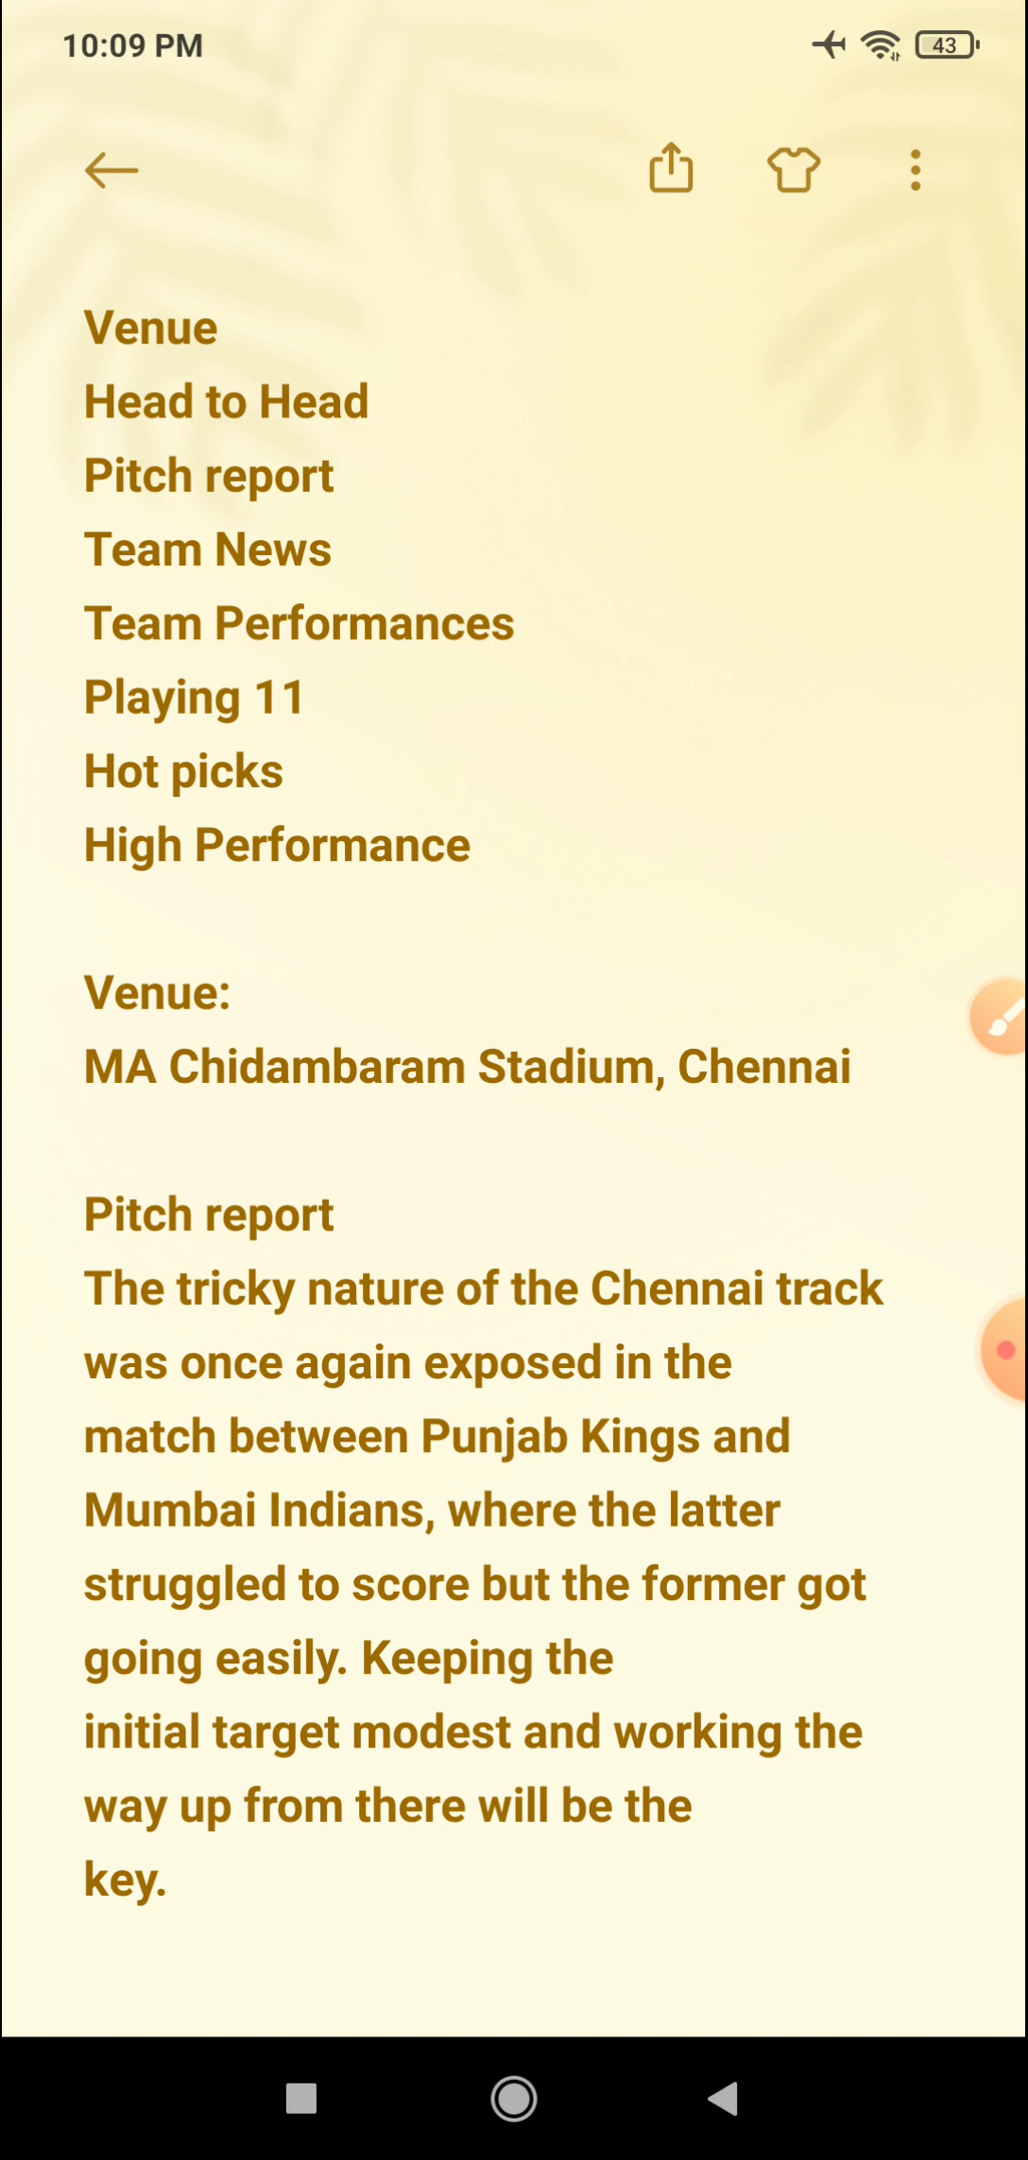 10:09 PM
43
Venue
Head to Head
Pitch report
Team News
Team Performances
Playing 11
Hot picks
High Performance
Venue:
MA Chidambaram Stadium, Chennai
Pitch report
The tricky nature of the Chennai track
was once again exposed in the
match between Punjab Kings and
Mumbai Indians, where the latter
struggled to score but the former got
going easily. Keeping the
initial target modest and working the
way up from there will be the
key.